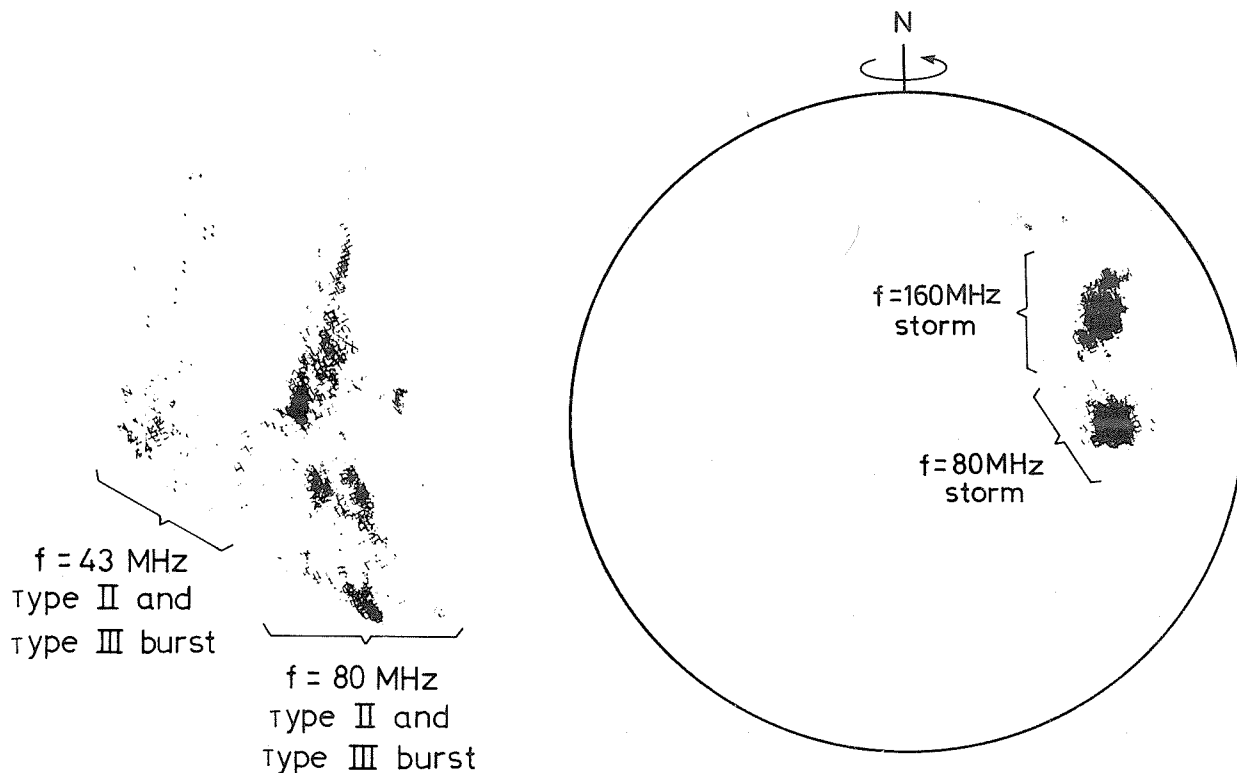 N
f=160MHz
storm
f=80MHz
storm
f = 43 MHz
Type II and
Type III burst
f = 80 MHz
Type II and
Type III burst